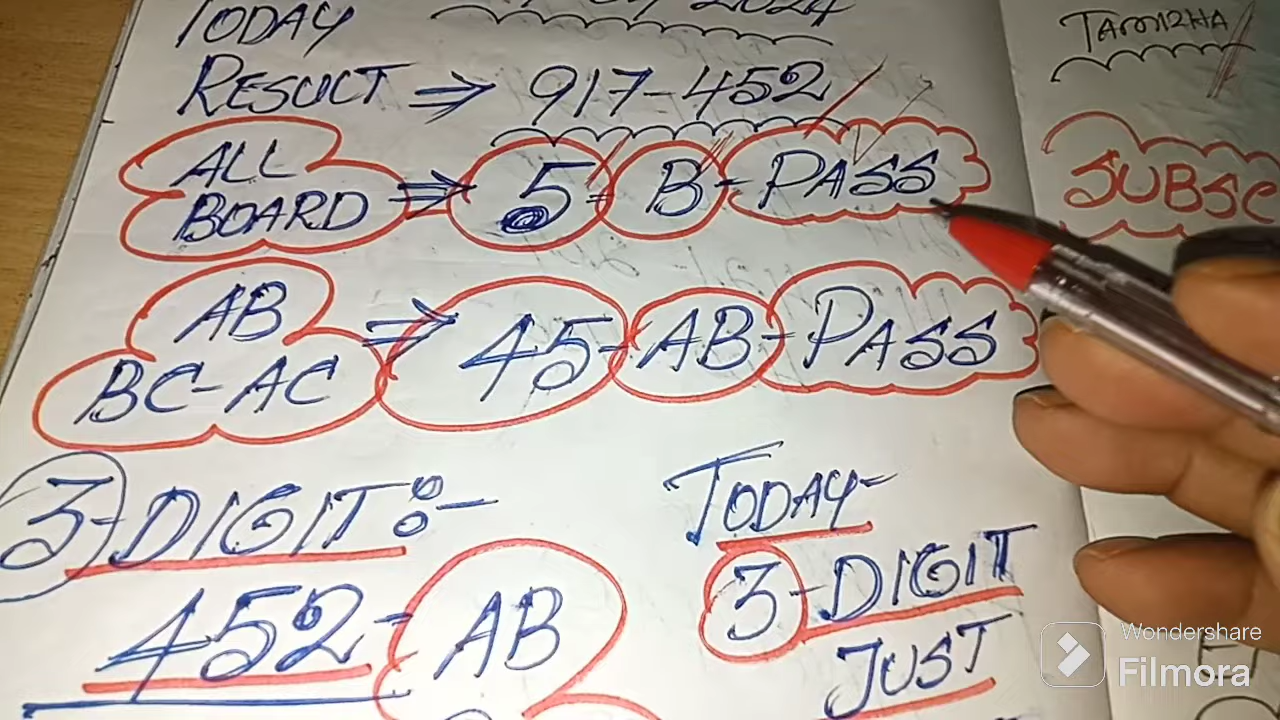 TODAY 2024
RESULT ⇒ 917-452
ALL
BOARD ⇒ 5 = B - PASS
AB
BC-AC ⇒ 45-AB-PASS
3-DIGIT:-
452- AB
TODAY-
3-DIGIT
JUST
TAMIZHA
SUBSC
Wondershare
Filmora